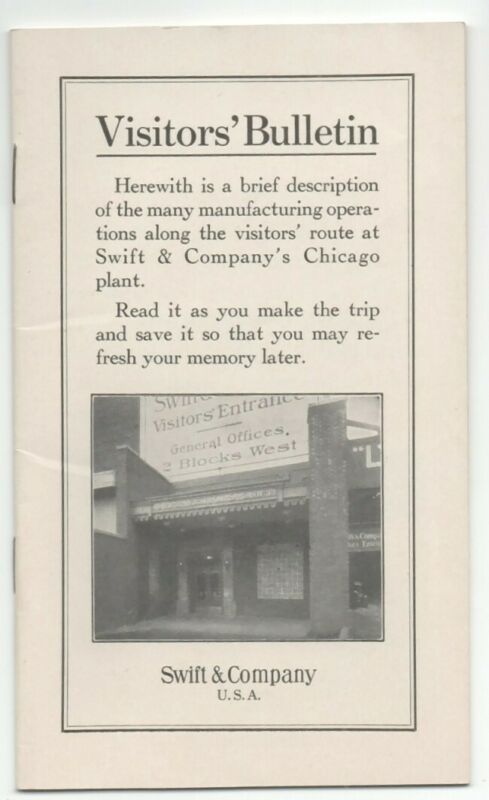 Visitors' Bulletin
Herewith is a brief description
of the many manufacturing opera-
tions along the visitors' route at
Swift & Company's Chicago
plant.
Read it as you make the trip
and save it so that you may re-
fresh your memory later.
Swift &
Visitors' Entrance
General Offices,
2 Blocks West
Swift & Company
U. S. A.